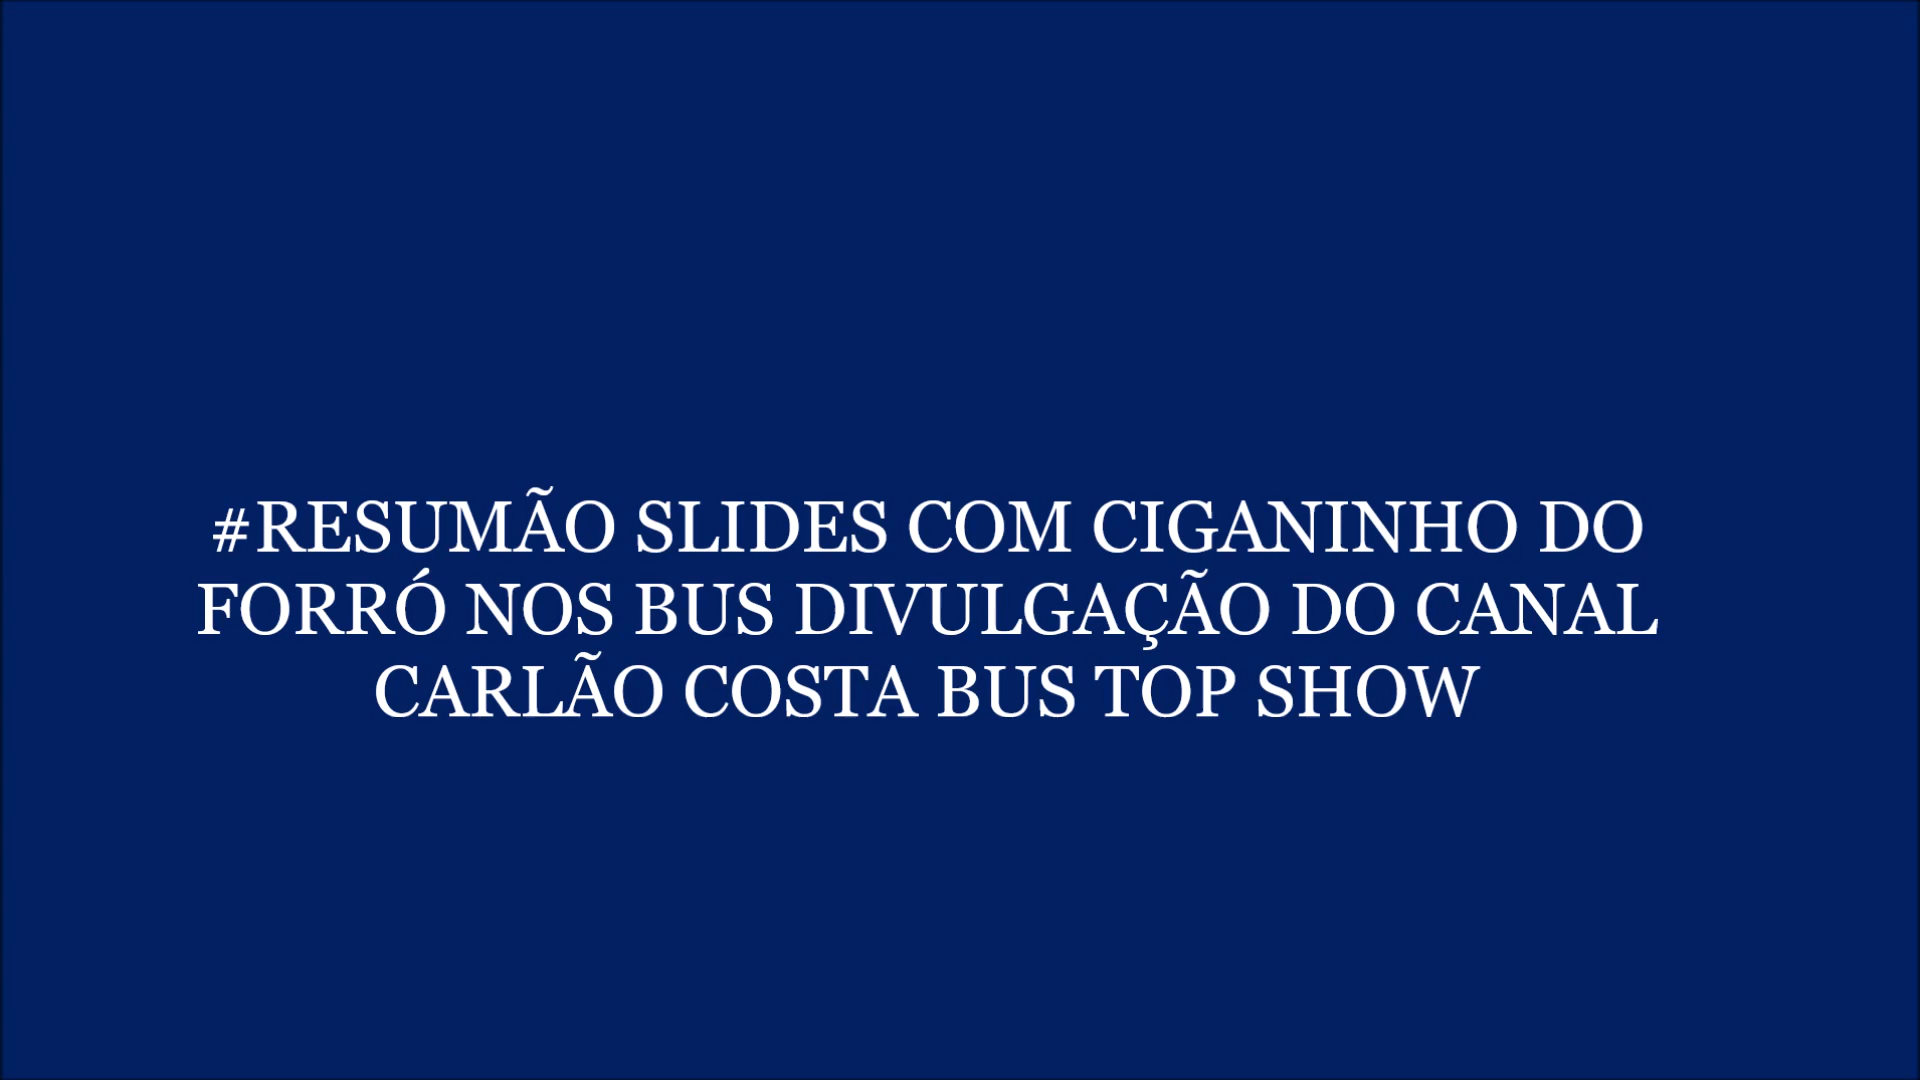 #RESUMÃO SLIDES COM CIGANINHO DO
FORRÓ NOS BUS DIVULGAÇÃO DO CANAL
CARLÃO COSTA BUS TOP SHOW